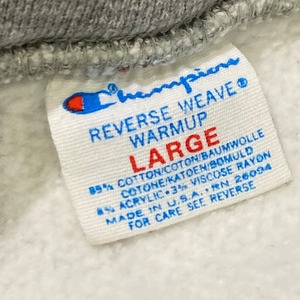 Champion®
REVERSE WEAVE®
WARMUP
LARGE
89% COTTON/COTON/BAUMWOLLE
COTONE/KATOEN/BOMULD
8% ACRYLIC • 3% VISCOSE RAYON
MADE IN U.S.A. • RN 26094
FOR CARE SEE REVERSE